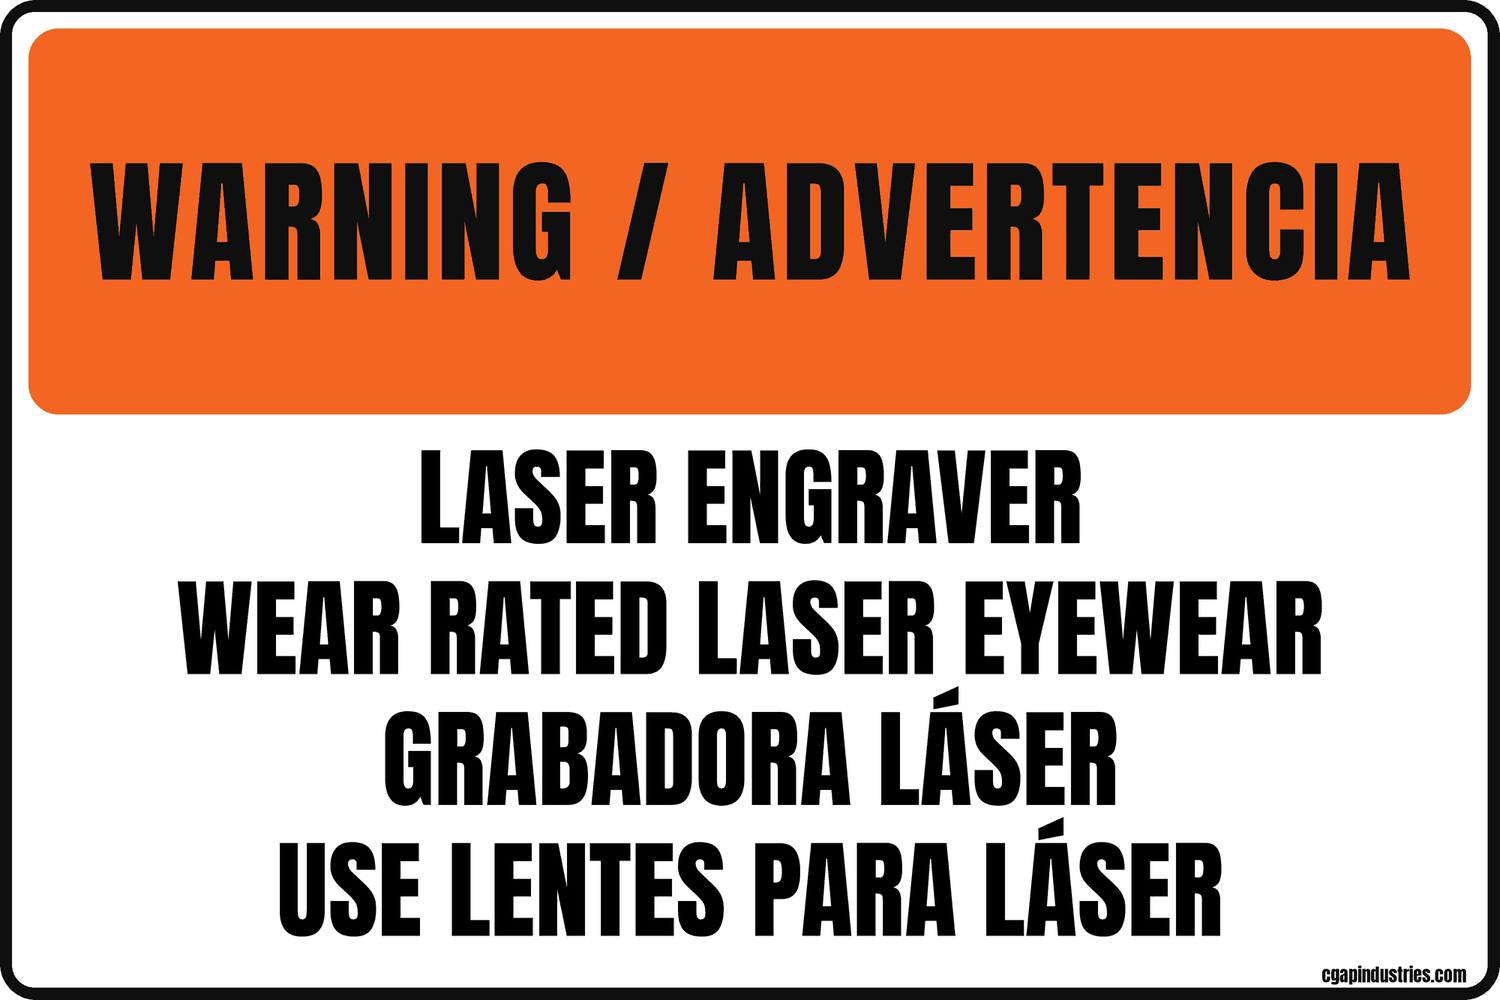 WARNING / ADVERTENCIA
LASER ENGRAVER
WEAR RATED LASER EYEWEAR
GRABADORA LÁSER
USE LENTES PARA LÁSER
cgapindustries.com